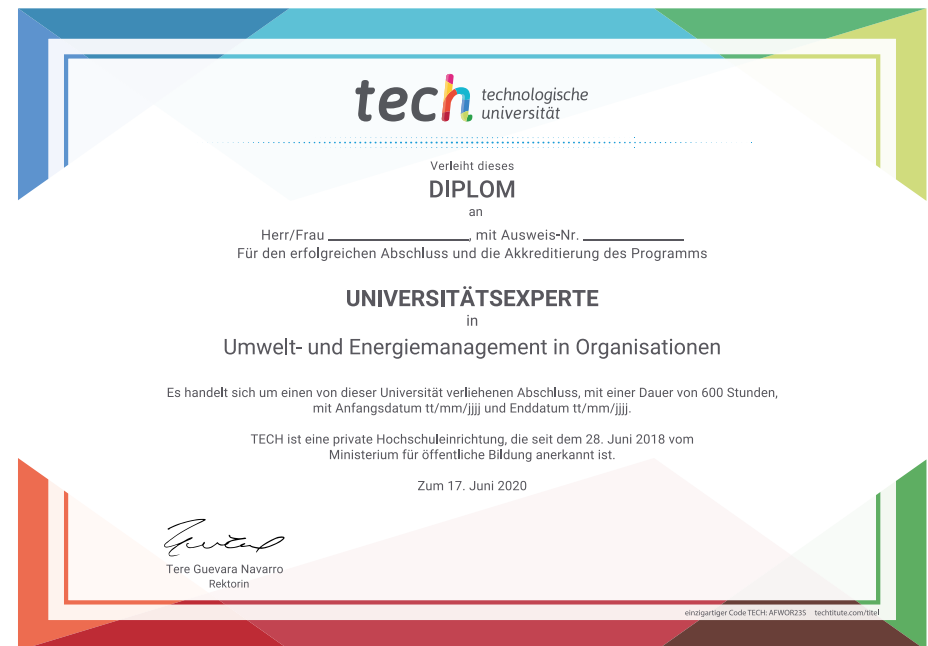 tech technologische
universität
Verleiht dieses
DIPLOM
an
Herr/Frau ____________________, mit Ausweis-Nr. ______________
Für den erfolgreichen Abschluss und die Akkreditierung des Programms
UNIVERSITÄTSEXPERTE
in
Umwelt- und Energiemanagement in Organisationen
Es handelt sich um einen von dieser Universität verliehenen Abschluss, mit einer Dauer von 600 Stunden,
mit Anfangsdatum tt/mm/jjjj und Enddatum tt/mm/jjjj.
TECH ist eine private Hochschuleinrichtung, die seit dem 28. Juni 2018 vom
Ministerium für öffentliche Bildung anerkannt ist.
Zum 17. Juni 2020
Tere Guevara Navarro
Rektorin
einzigartiger Code TECH: AFWOR23S techtitute.com/titel